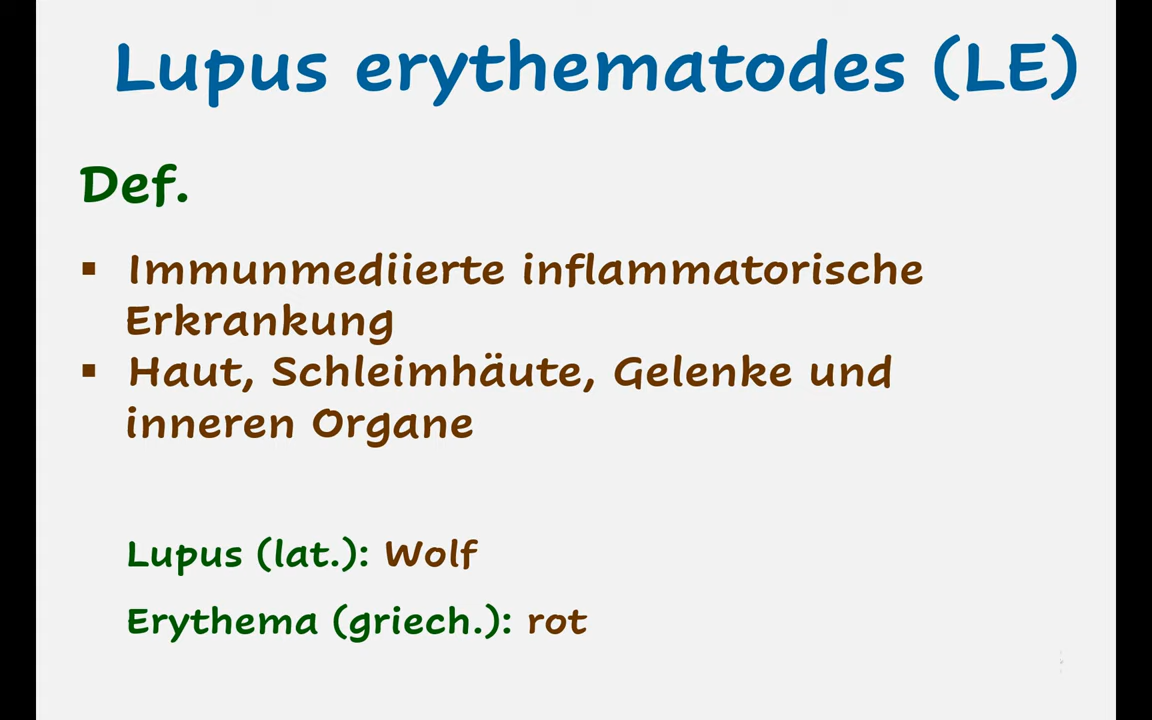 Lupus erythematodes (LE)
Def.
▪ Immunmediierte inflammatorische
Erkrankung
▪ Haut, Schleimhäute, Gelenke und
inneren Organe
Lupus (lat.): Wolf
Erythema (griech.): rot